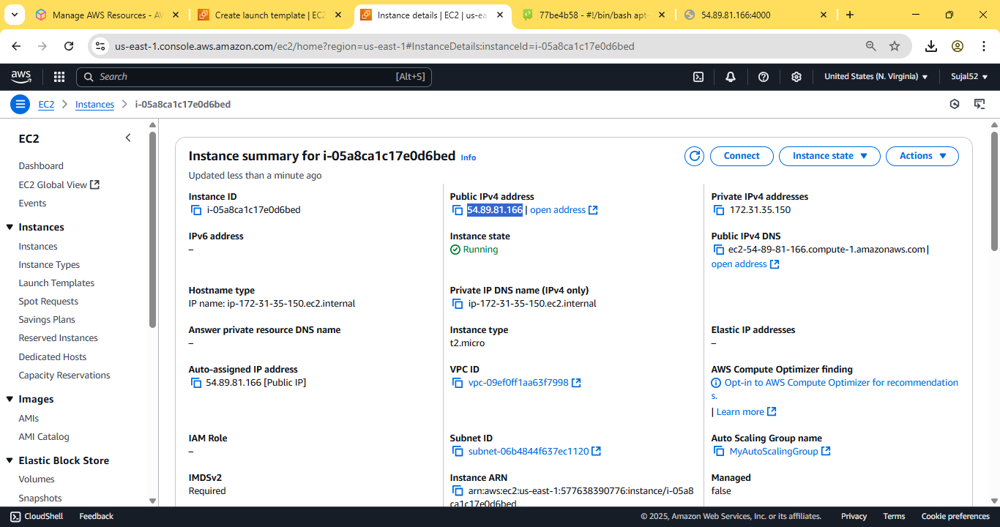 Manage AWS Resources - AW
Create launch template | EC2
Instance details | EC2 | us-ea
77be4b58 - #!/bin/bash apt-
54.89.81.166:4000
us-east-1.console.aws.amazon.com/ec2/home?region=us-east-1#InstanceDetails:instanceId=i-05a8ca1c17e0d6bed
aws
Search
[Alt+S]
United States (N. Virginia)
Sujal52
EC2
Instances
i-05a8ca1c17e0d6bed
EC2
Dashboard
EC2 Global View
Events
Instances
Instances
Instance Types
Launch Templates
Spot Requests
Savings Plans
Reserved Instances
Dedicated Hosts
Capacity Reservations
Images
AMIs
AMI Catalog
Elastic Block Store
Volumes
Snapshots
Instance summary for i-05a8ca1c17e0d6bed Info
Connect
Instance state
Actions
Updated less than a minute ago
Instance ID
i-05a8ca1c17e0d6bed
Public IPv4 address
54.89.81.166 | open address
Private IPv4 addresses
172.31.35.150
IPv6 address
–
Instance state
Running
Public IPv4 DNS
ec2-54-89-81-166.compute-1.amazonaws.com |
open address
Hostname type
IP name: ip-172-31-35-150.ec2.internal
Private IP DNS name (IPv4 only)
ip-172-31-35-150.ec2.internal
Answer private resource DNS name
–
Instance type
t2.micro
Elastic IP addresses
–
Auto-assigned IP address
54.89.81.166 [Public IP]
VPC ID
vpc-09ef0ff1aa63f7998
AWS Compute Optimizer finding
Opt-in to AWS Compute Optimizer for recommendation
s.
| Learn more
IAM Role
–
Subnet ID
subnet-06b4844f637ec1120
Auto Scaling Group name
MyAutoScalingGroup
IMDSv2
Required
Instance ARN
arn:aws:ec2:us-east-1:577638390776:instance/i-05a8
ca1c17e0d6bed
Managed
false
CloudShell
Feedback
© 2025, Amazon Web Services, Inc. or its affiliates.
Privacy
Terms
Cookie preferences